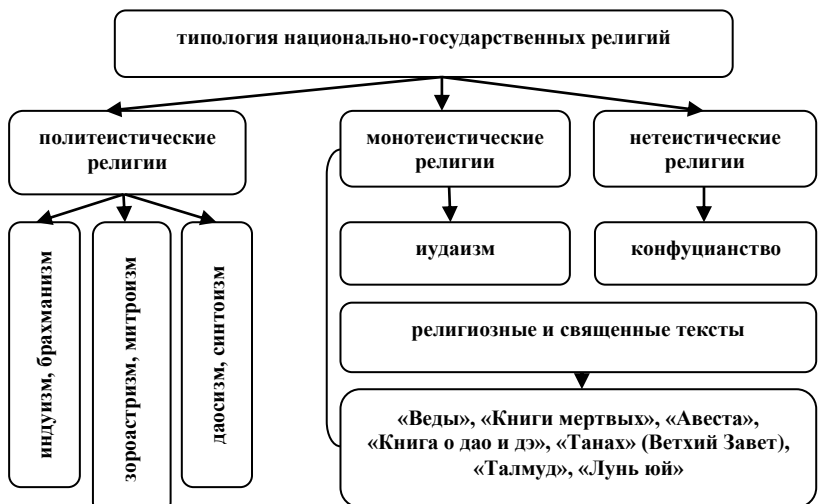 типология национально-государственных религий
политеистические
религии
монотеистические
религии
нетеистические
религии
индуизм, брахманизм
зороастризм, митроизм
даосизм, синтоизм
иудаизм
конфуцианство
религиозные и священные тексты
«Веды», «Книги мертвых», «Авеста»,
«Книга о дао и дэ», «Танах» (Ветхий Завет),
«Талмуд», «Лунь юй»